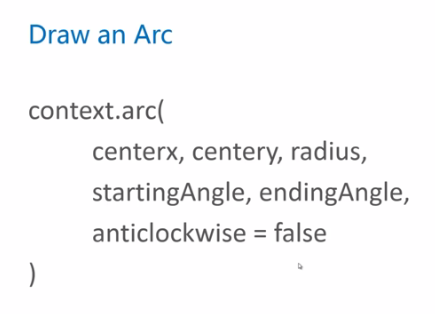 Draw an Arc
context.arc(
centerx, centery, radius,
startingAngle, endingAngle,
anticlockwise = false
)